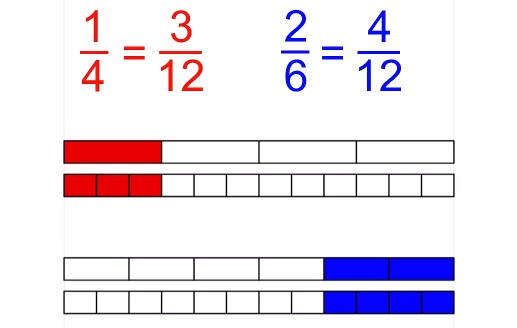 1/4 = 3/12
2/6 = 4/12